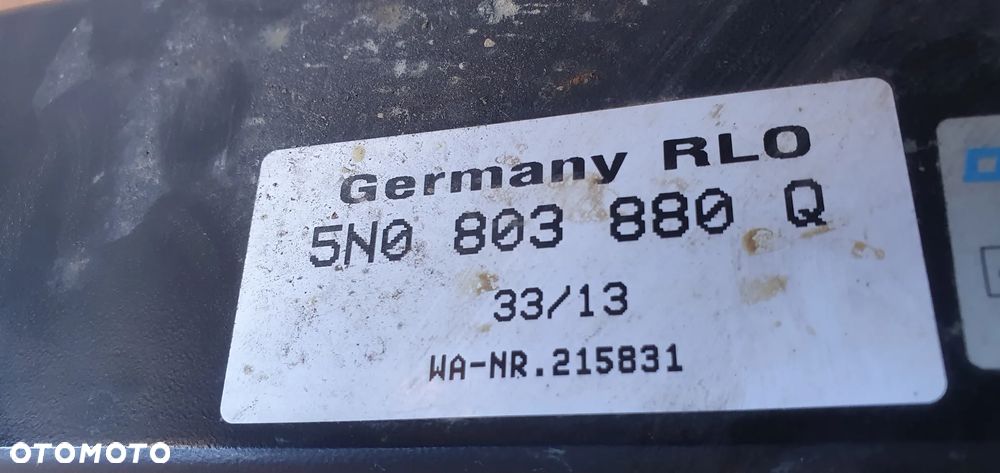 Germany RLO
5N0 803 880 Q
33/13
WA-NR.215831
OTOMOTO